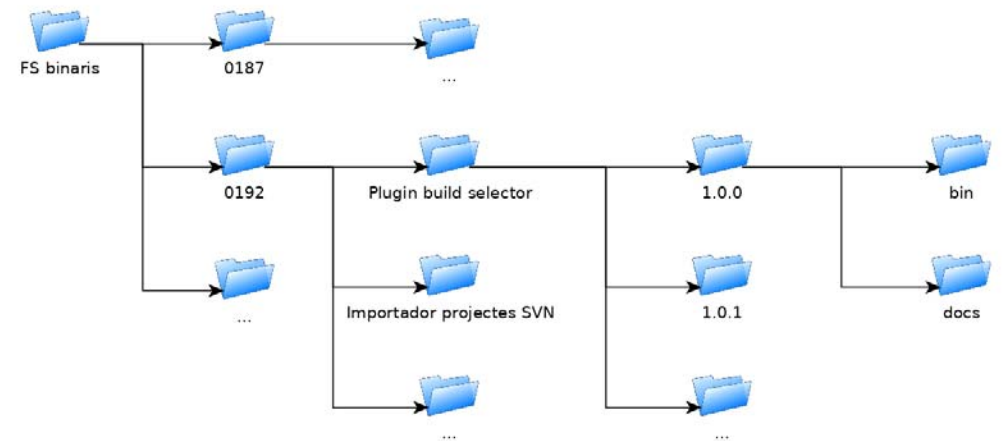 FS binaris
0187
...
0192
Plugin build selector
1.0.0
bin
...
Importador projectes SVN
1.0.1
docs
...
...